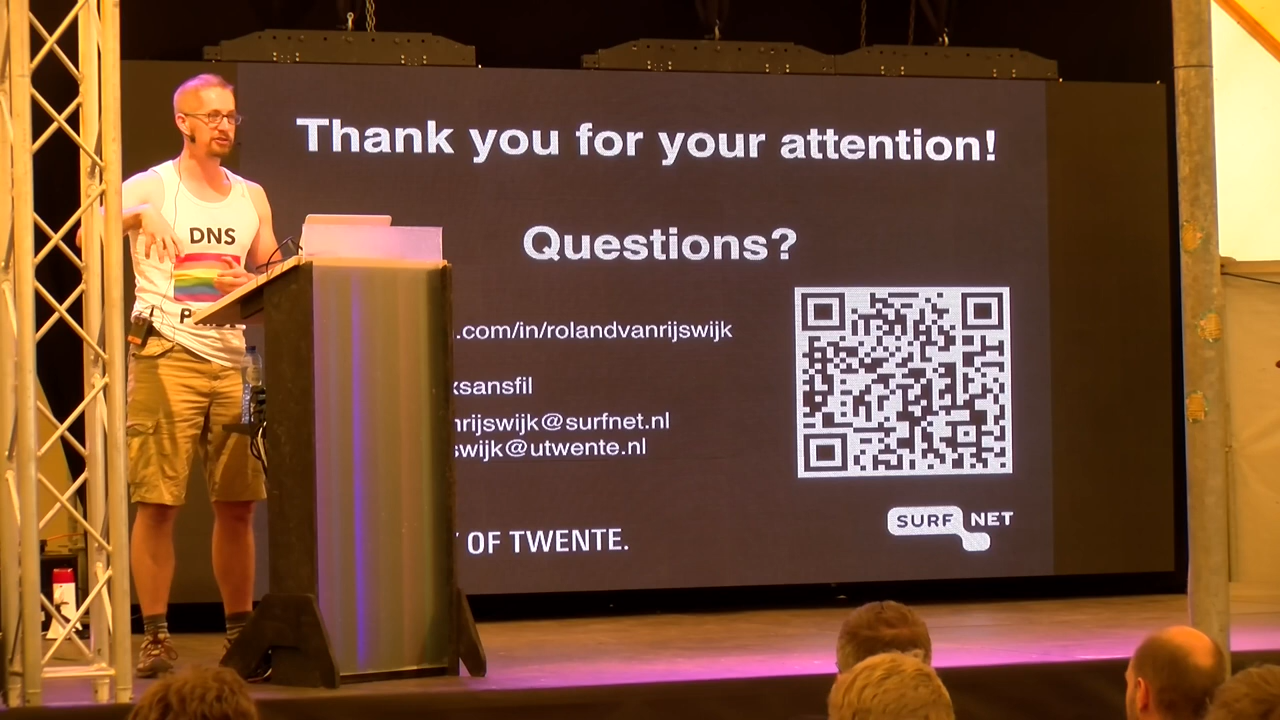 Thank you for your attention!
DNS
Questions?
.com/in/rolandvanrijswijk
xsansfil
nrijswijk@surfnet.nl
swijk@utwente.nl
OF TWENTE.
SURF NET